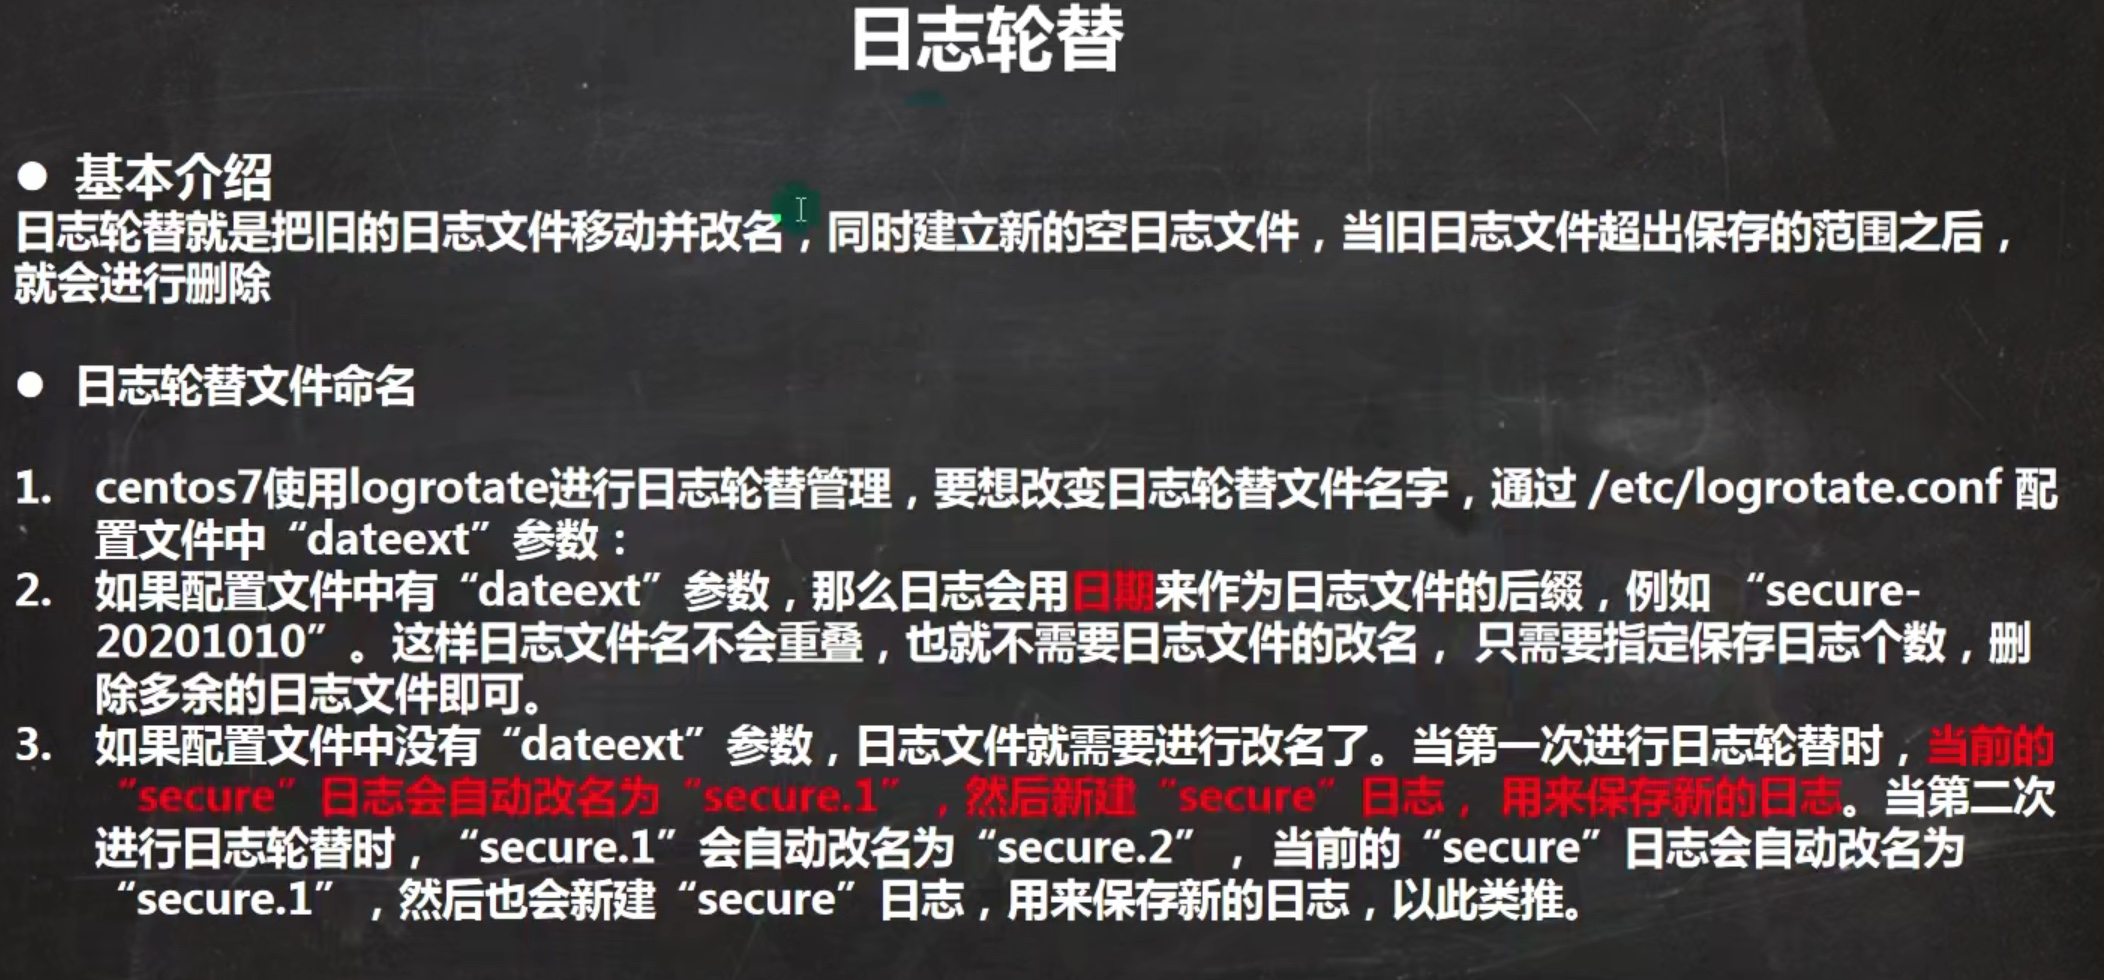 日志轮替
● 基本介绍
日志轮替就是把旧的日志文件移动并改名，同时建立新的空日志文件，当旧日志文件超出保存的范围之后，
就会进行删除
● 日志轮替文件命名
1. centos7使用logrotate进行日志轮替管理，要想改变日志轮替文件名字，通过 /etc/logrotate.conf 配
置文件中“dateext”参数：
2. 如果配置文件中有“dateext”参数，那么日志会用日期来作为日志文件的后缀，例如 “secure-
20201010”。这样日志文件名不会重叠，也就不需要日志文件的改名， 只需要指定保存日志个数，删
除多余的日志文件即可。
3. 如果配置文件中没有“dateext”参数，日志文件就需要进行改名了。当第一次进行日志轮替时，当前的
“secure”日志会自动改名为“secure.1”，然后新建“secure”日志， 用来保存新的日志。当第二次
进行日志轮替时，“secure.1”会自动改名为“secure.2”， 当前的“secure”日志会自动改名为
“secure.1”，然后也会新建“secure”日志，用来保存新的日志，以此类推。